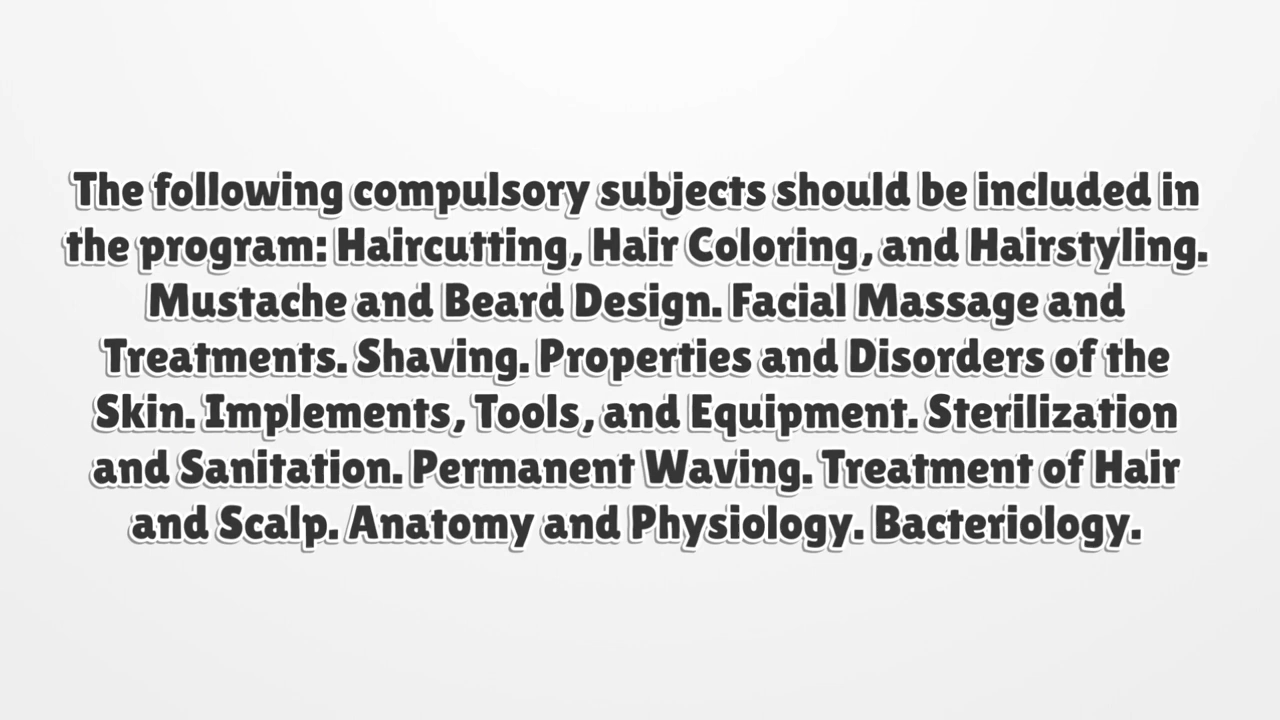 The following compulsory subjects should be included in
the program: Haircutting, Hair Coloring, and Hairstyling.
Mustache and Beard Design. Facial Massage and
Treatments. Shaving. Properties and Disorders of the
Skin. Implements, Tools, and Equipment. Sterilization
and Sanitation. Permanent Waving. Treatment of Hair
and Scalp. Anatomy and Physiology. Bacteriology.